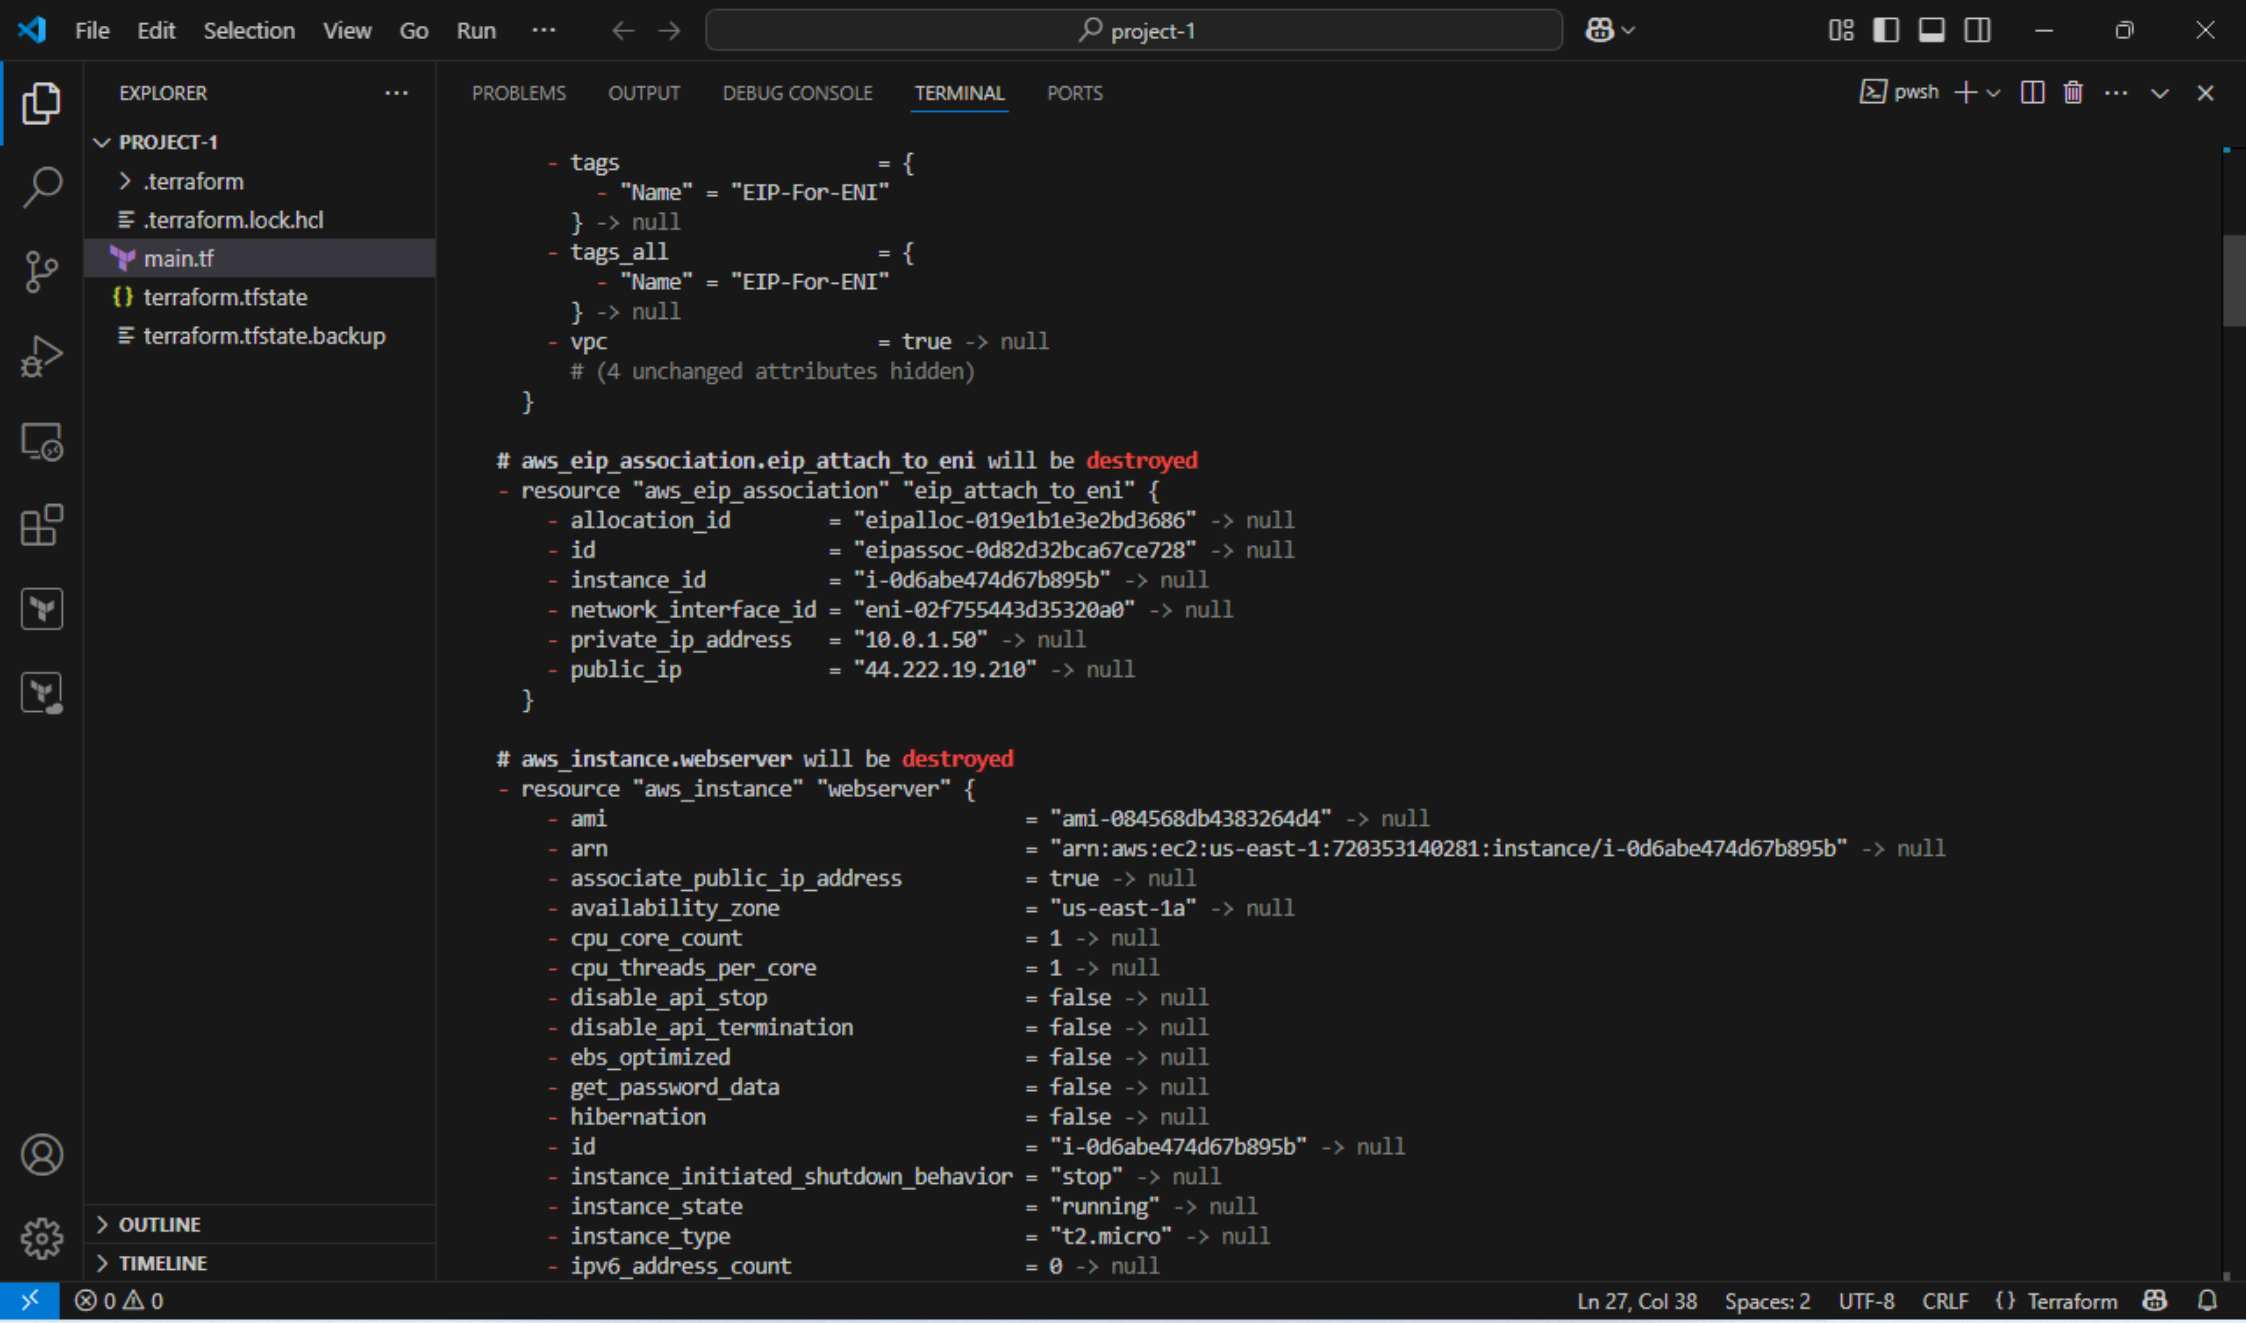 File Edit Selection View Go Run ··· project-1
EXPLORER ···
PROJECT-1
.terraform
.terraform.lock.hcl
main.tf
{} terraform.tfstate
terraform.tfstate.backup
OUTLINE
TIMELINE
PROBLEMS OUTPUT DEBUG CONSOLE TERMINAL PORTS pwsh ···
- tags = {
- "Name" = "EIP-For-ENI"
} -> null
- tags_all = {
- "Name" = "EIP-For-ENI"
} -> null
- vpc = true -> null
# (4 unchanged attributes hidden)
}
# aws_eip_association.eip_attach_to_eni will be destroyed
- resource "aws_eip_association" "eip_attach_to_eni" {
- allocation_id = "eipalloc-019e1b1e3e2bd3686" -> null
- id = "eipassoc-0d82d32bca67ce728" -> null
- instance_id = "i-0d6abe474d67b895b" -> null
- network_interface_id = "eni-02f755443d35320a0" -> null
- private_ip_address = "10.0.1.50" -> null
- public_ip = "44.222.19.210" -> null
}
# aws_instance.webserver will be destroyed
- resource "aws_instance" "webserver" {
- ami = "ami-084568db4383264d4" -> null
- arn = "arn:aws:ec2:us-east-1:720353140281:instance/i-0d6abe474d67b895b" -> null
- associate_public_ip_address = true -> null
- availability_zone = "us-east-1a" -> null
- cpu_core_count = 1 -> null
- cpu_threads_per_core = 1 -> null
- disable_api_stop = false -> null
- disable_api_termination = false -> null
- ebs_optimized = false -> null
- get_password_data = false -> null
- hibernation = false -> null
- id = "i-0d6abe474d67b895b" -> null
- instance_initiated_shutdown_behavior = "stop" -> null
- instance_state = "running" -> null
- instance_type = "t2.micro" -> null
- ipv6_address_count = 0 -> null
0 0 Ln 27, Col 38 Spaces: 2 UTF-8 CRLF {} Terraform